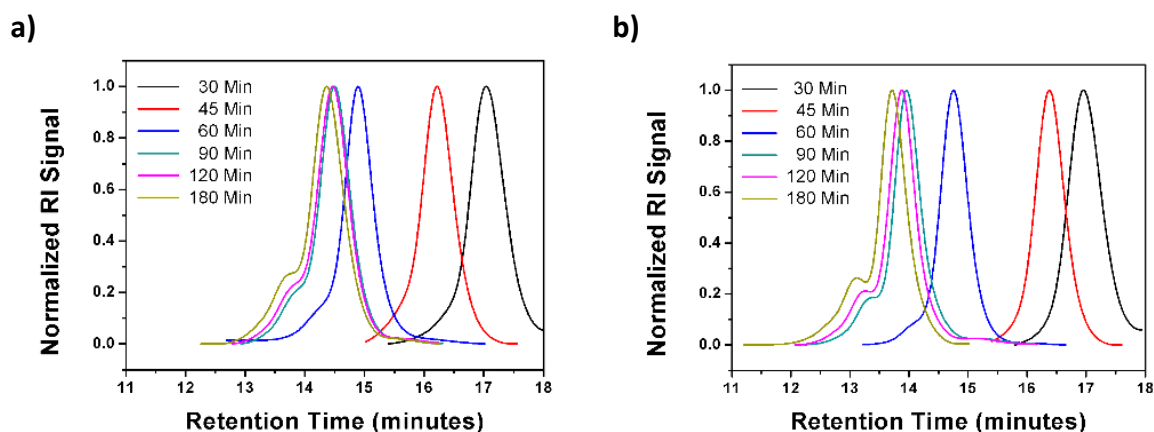 a)
Normalized RI Signal
1.0
0.8
0.6
0.4
0.2
0.0
30 Min
45 Min
60 Min
90 Min
120 Min
180 Min
11 12 13 14 15 16 17 18
Retention Time (minutes)
b)
Normalized RI Signal
1.0
0.8
0.6
0.4
0.2
0.0
30 Min
45 Min
60 Min
90 Min
120 Min
180 Min
11 12 13 14 15 16 17 18
Retention Time (minutes)